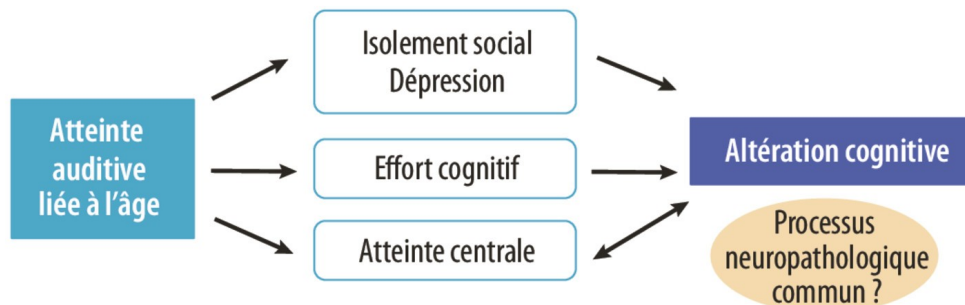 Atteinte
auditive
liée à l'âge
Isolement social
Dépression
Effort cognitif
Atteinte centrale
Altération cognitive
Processus
neuropathologique
commun ?